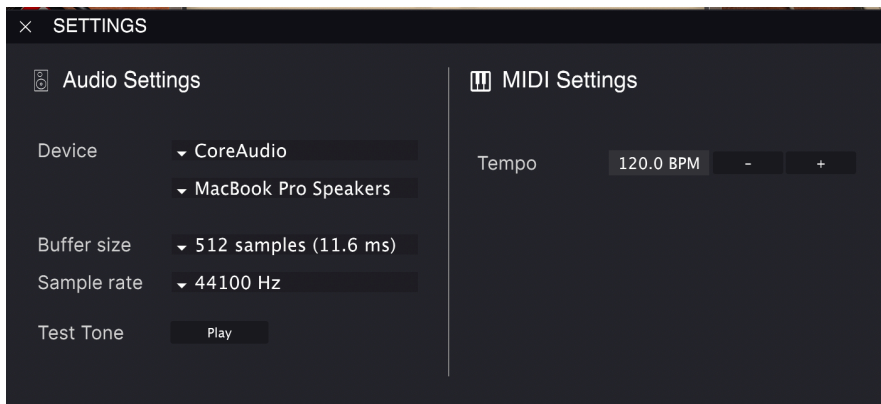 SETTINGS
Audio Settings
Device
CoreAudio
MacBook Pro Speakers
Buffer size
512 samples (11.6 ms)
Sample rate
44100 Hz
Test Tone
Play
MIDI Settings
Tempo
120.0 BPM
-
+